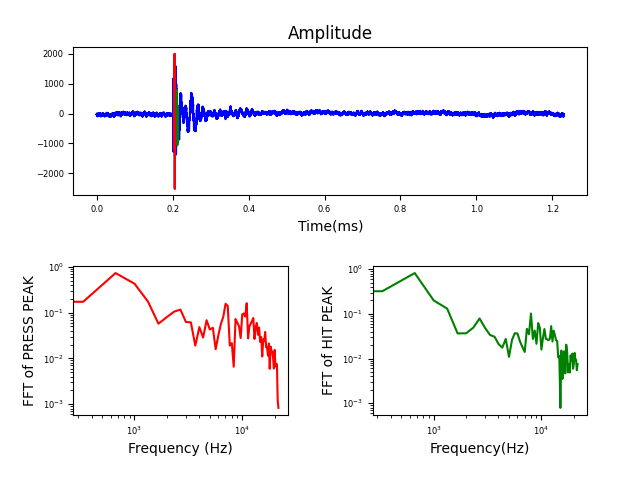 Amplitude
2000
1000
0
−1000
−2000
0.0 0.2 0.4 0.6 0.8 1.0 1.2
Time(ms)
FFT of PRESS PEAK
10⁰
10⁻¹
10⁻²
10⁻³
10³ 10⁴
Frequency (Hz)
FFT of HIT PEAK
10⁰
10⁻¹
10⁻²
10⁻³
10³ 10⁴
Frequency(Hz)